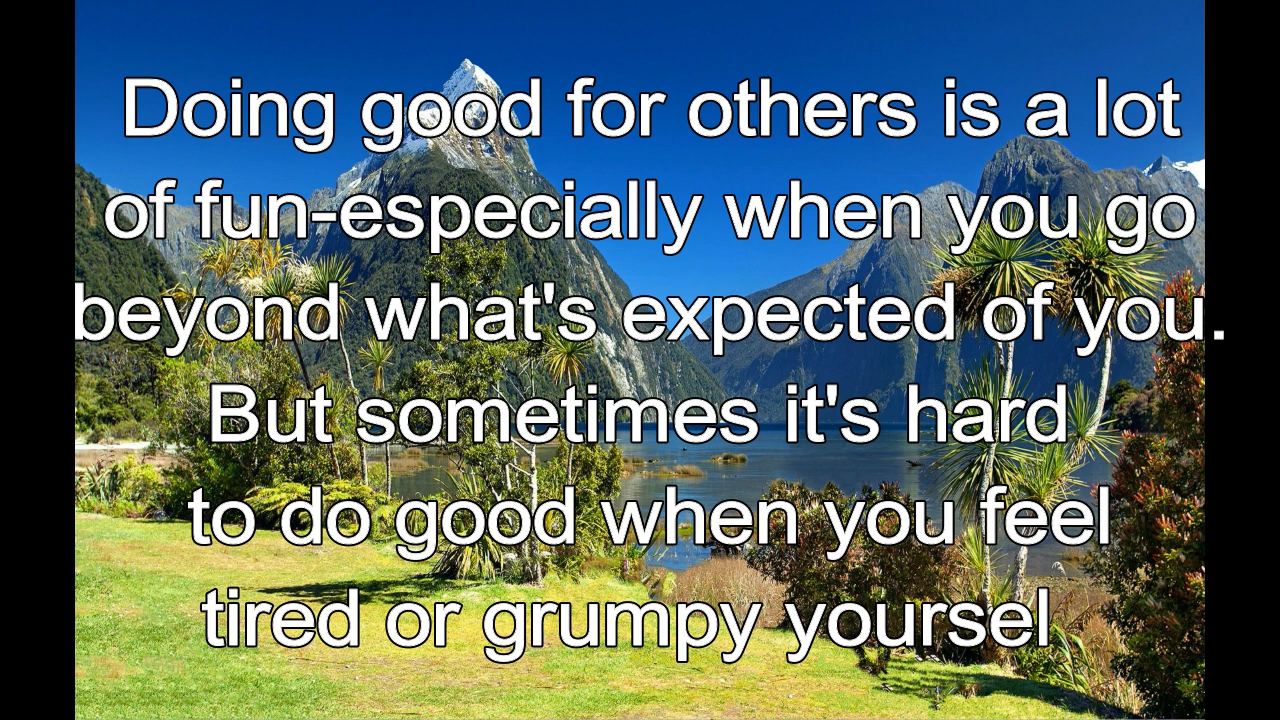 Doing good for others is a lot
of fun-especially when you go
beyond what's expected of you.
But sometimes it's hard
to do good when you feel
tired or grumpy yoursel